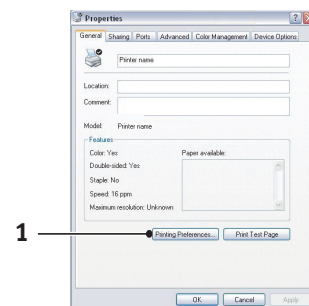 Properties
General Sharing Ports Advanced Color Management Device Options
Printer name
Location:
Comment:
Model: Printer name
Features
Color: Yes Paper available:
Double-sided: Yes
Staple: No
Speed: 16 ppm
Maximum resolution: Unknown
1
Printing Preferences... Print Test Page
OK Cancel Apply